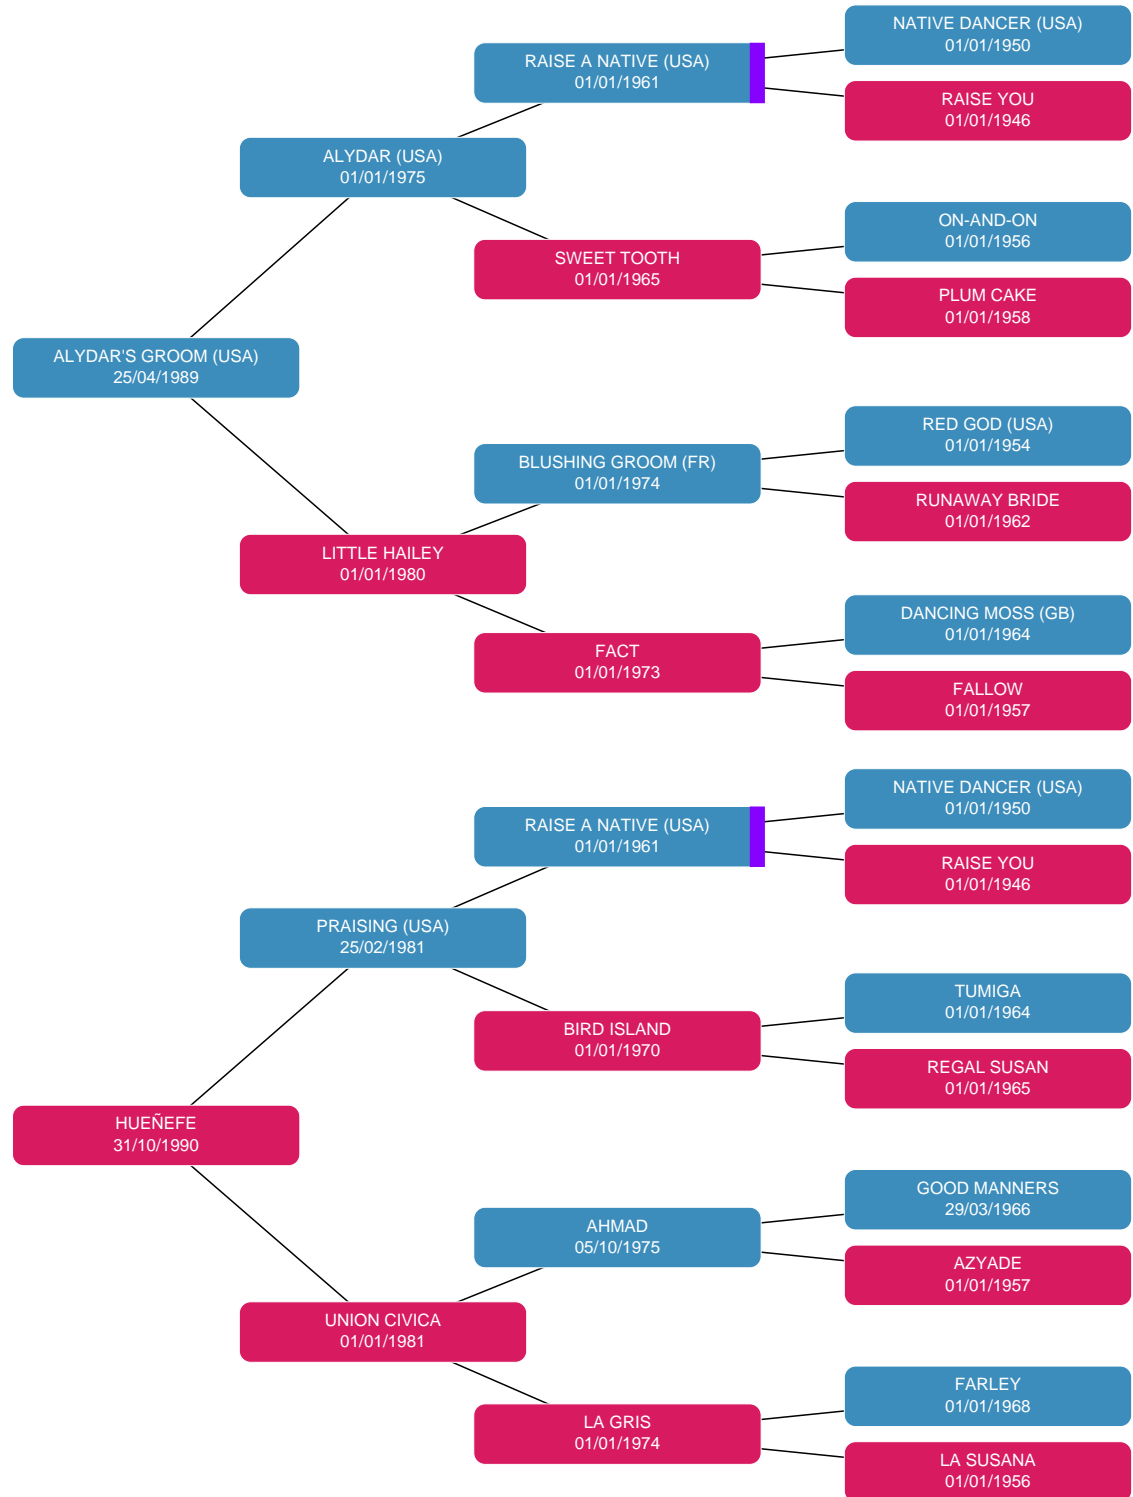 NATIVE DANCER (USA)
01/01/1950
RAISE A NATIVE (USA)
01/01/1961
RAISE YOU
01/01/1946
ALYDAR (USA)
01/01/1975
ON-AND-ON
01/01/1956
SWEET TOOTH
01/01/1965
PLUM CAKE
01/01/1958
ALYDAR'S GROOM (USA)
25/04/1989
RED GOD (USA)
01/01/1954
BLUSHING GROOM (FR)
01/01/1974
RUNAWAY BRIDE
01/01/1962
LITTLE HAILEY
01/01/1980
DANCING MOSS (GB)
01/01/1964
FACT
01/01/1973
FALLOW
01/01/1957
NATIVE DANCER (USA)
01/01/1950
RAISE A NATIVE (USA)
01/01/1961
RAISE YOU
01/01/1946
PRAISING (USA)
25/02/1981
TUMIGA
01/01/1964
BIRD ISLAND
01/01/1970
REGAL SUSAN
01/01/1965
HUEÑEFE
31/10/1990
GOOD MANNERS
29/03/1966
AHMAD
05/10/1975
AZYADE
01/01/1957
UNION CIVICA
01/01/1981
FARLEY
01/01/1968
LA GRIS
01/01/1974
LA SUSANA
01/01/1956